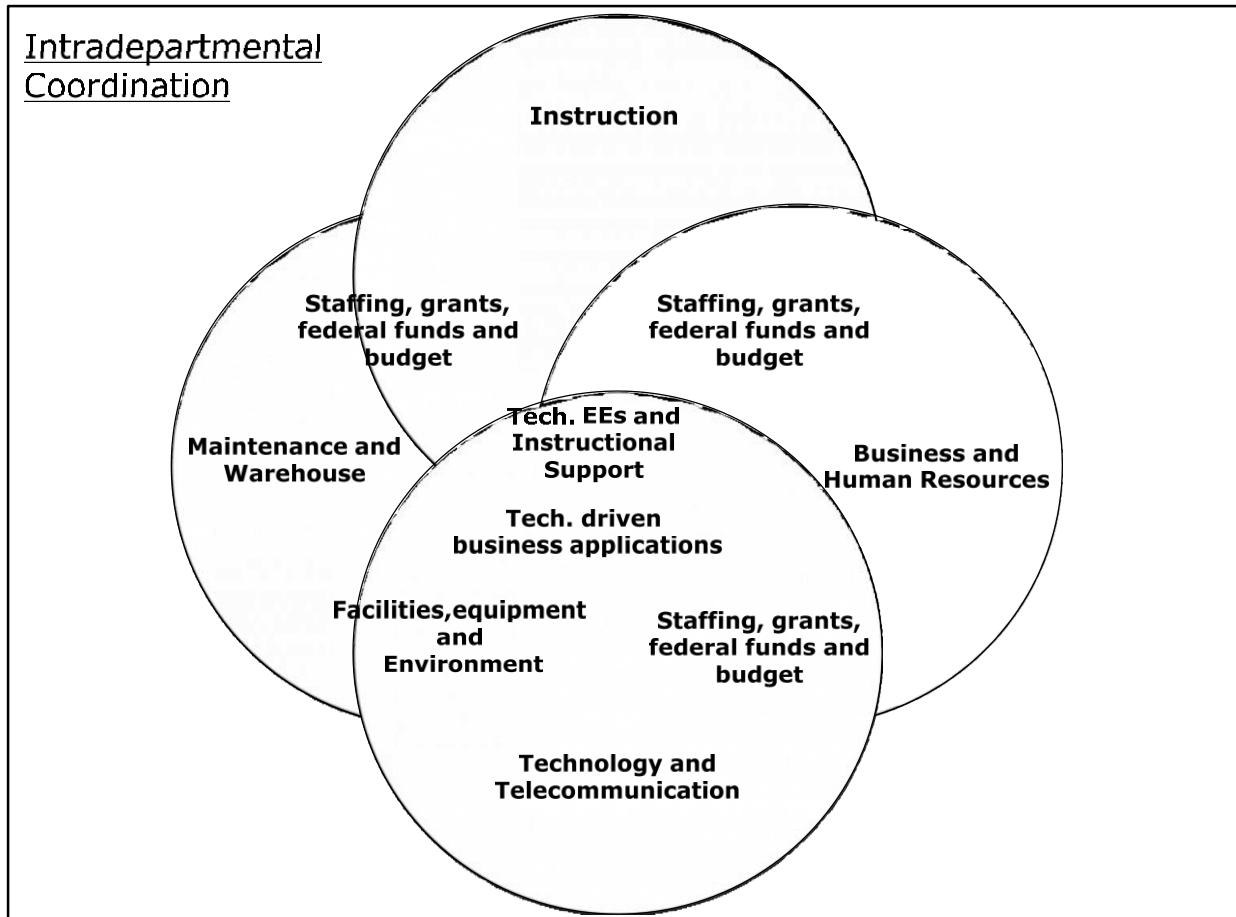 Intradepartmental
Coordination
Instruction
Staffing, grants,
federal funds and
budget
Staffing, grants,
federal funds and
budget
Tech. EEs and
Instructional
Support
Maintenance and
Warehouse
Business and
Human Resources
Tech. driven
business applications
Facilities,equipment
and
Environment
Staffing, grants,
federal funds and
budget
Technology and
Telecommunication